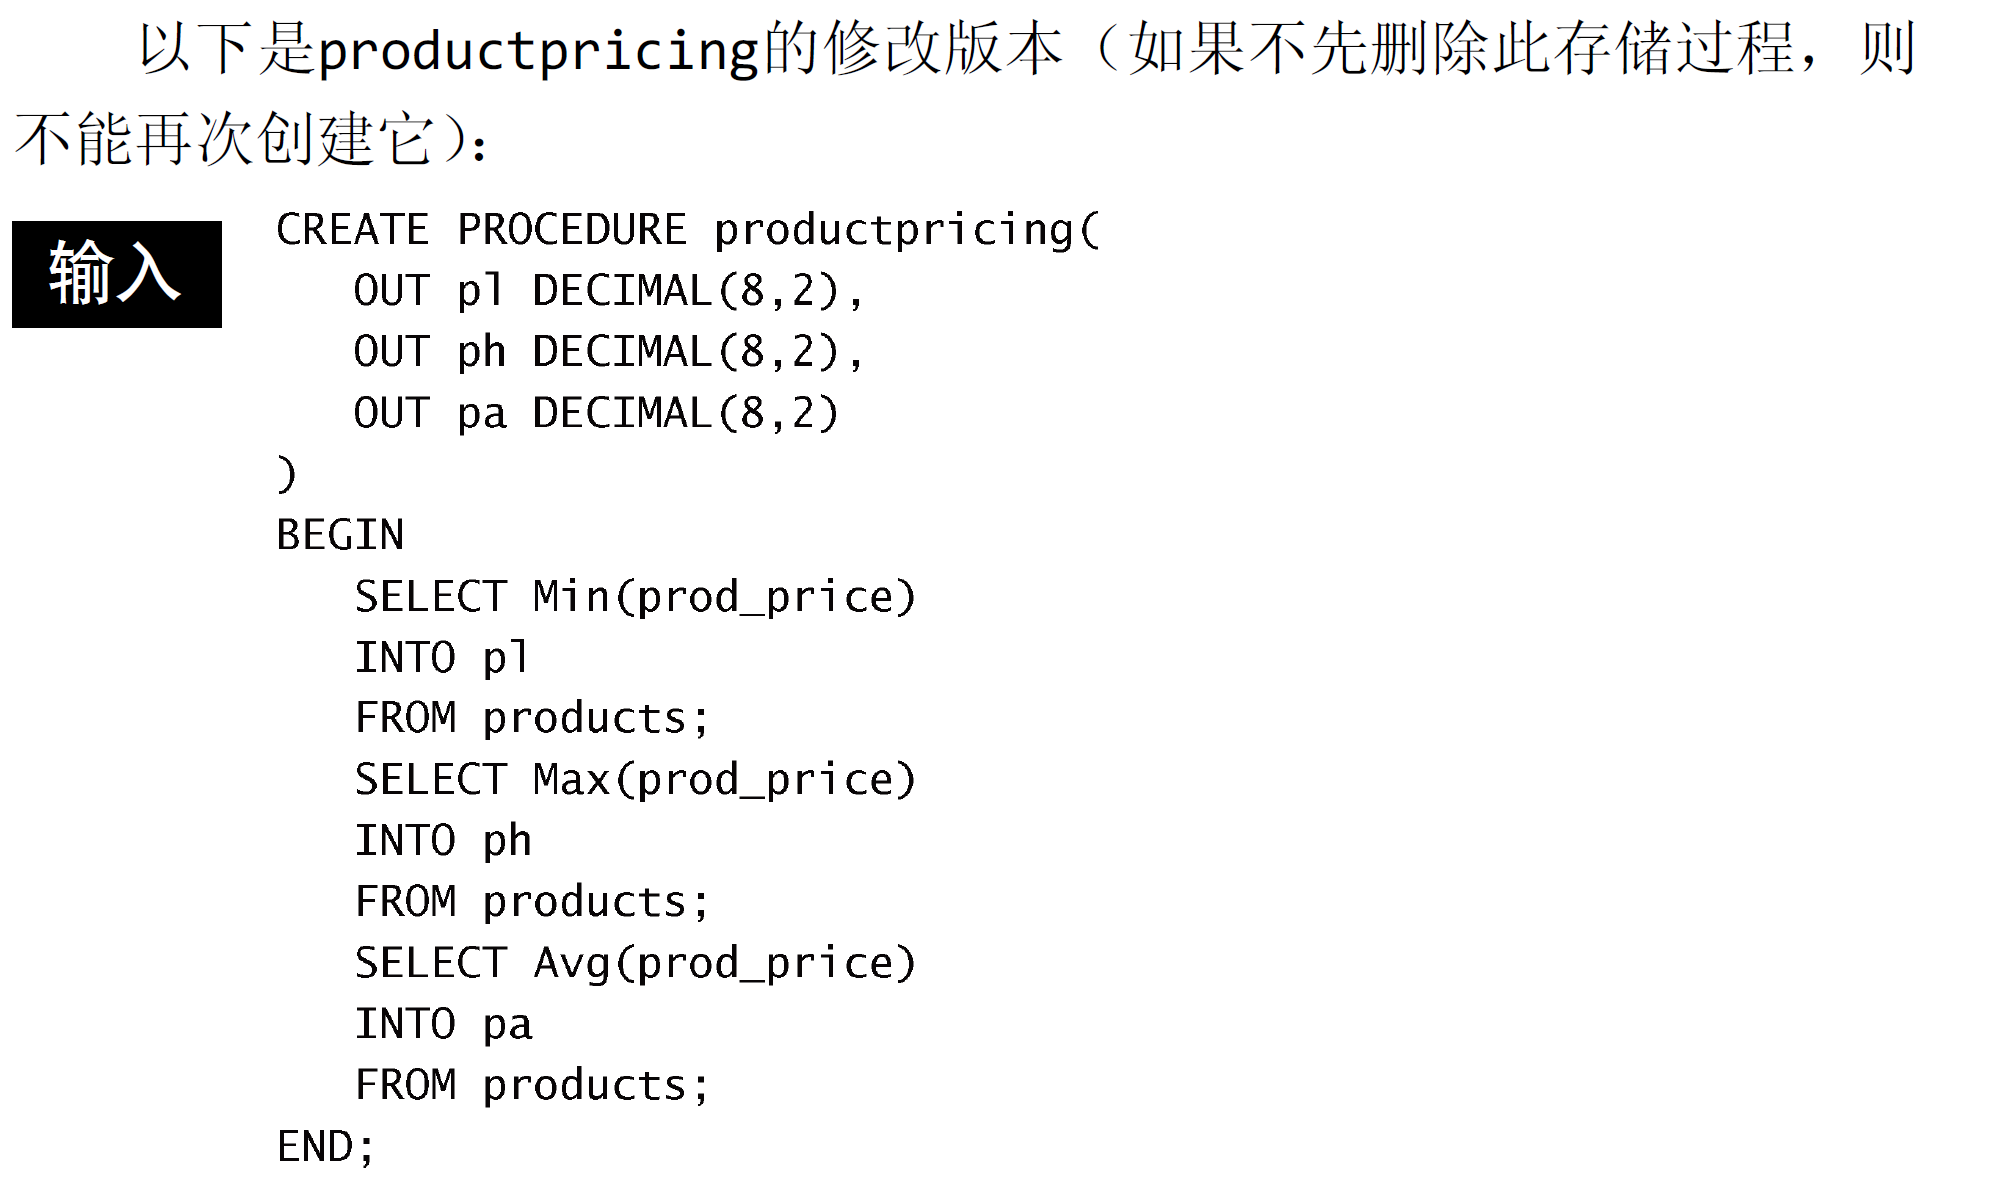 以下是productpricing的修改版本（如果不先删除此存储过程，则
不能再次创建它）：
输入
CREATE PROCEDURE productpricing(
OUT pl DECIMAL(8,2),
OUT ph DECIMAL(8,2),
OUT pa DECIMAL(8,2)
)
BEGIN
SELECT Min(prod_price)
INTO pl
FROM products;
SELECT Max(prod_price)
INTO ph
FROM products;
SELECT Avg(prod_price)
INTO pa
FROM products;
END;